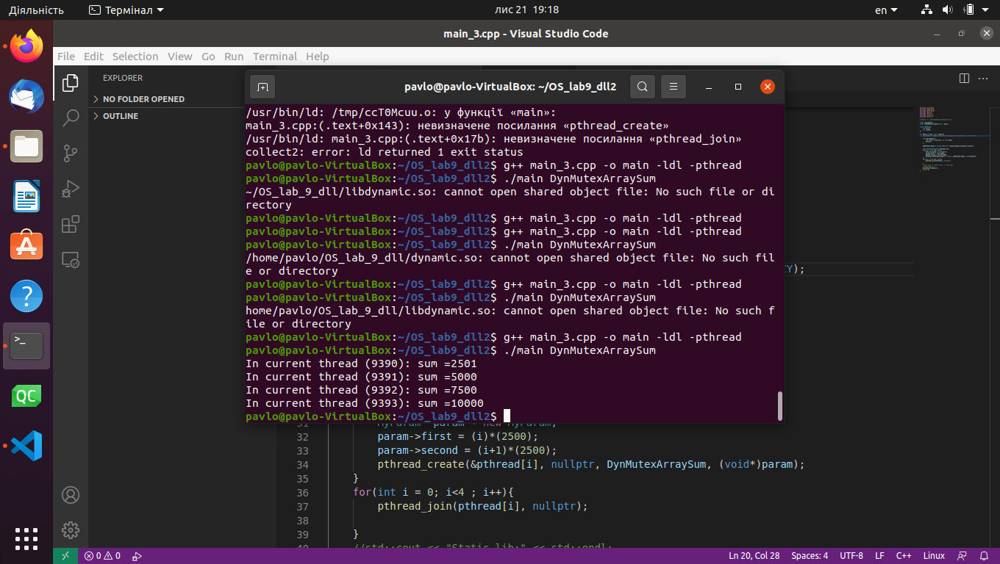 Діяльність
Термінал
лис 21 19:18
en
main_3.cpp - Visual Studio Code
File Edit Selection View Go Run Terminal Help
EXPLORER
NO FOLDER OPENED
OUTLINE
pavlo@pavlo-VirtualBox: ~/OS_lab9_dll2
/usr/bin/ld: /tmp/ccT0Mcuu.o: у функції «main»:
main_3.cpp:(.text+0x143): невизначене посилання «pthread_create»
/usr/bin/ld: main_3.cpp:(.text+0x17b): невизначене посилання «pthread_join»
collect2: error: ld returned 1 exit status
pavlo@pavlo-VirtualBox:~/OS_lab9_dll2$ g++ main_3.cpp -o main -ldl -pthread
pavlo@pavlo-VirtualBox:~/OS_lab9_dll2$ ./main DynMutexArraySum
~/OS_lab_9_dll/libdynamic.so: cannot open shared object file: No such file or di
rectory
pavlo@pavlo-VirtualBox:~/OS_lab9_dll2$ g++ main_3.cpp -o main -ldl -pthread
pavlo@pavlo-VirtualBox:~/OS_lab9_dll2$ g++ main_3.cpp -o main -ldl -pthread
pavlo@pavlo-VirtualBox:~/OS_lab9_dll2$ ./main DynMutexArraySum
/home/pavlo/OS_lab_9_dll/dynamic.so: cannot open shared object file: No such fil
e or directory
pavlo@pavlo-VirtualBox:~/OS_lab9_dll2$ g++ main_3.cpp -o main -ldl -pthread
pavlo@pavlo-VirtualBox:~/OS_lab9_dll2$ ./main DynMutexArraySum
home/pavlo/OS_lab_9_dll/libdynamic.so: cannot open shared object file: No such f
ile or directory
pavlo@pavlo-VirtualBox:~/OS_lab9_dll2$ g++ main_3.cpp -o main -ldl -pthread
pavlo@pavlo-VirtualBox:~/OS_lab9_dll2$ ./main DynMutexArraySum
In current thread (9390): sum =2501
In current thread (9391): sum =5000
In current thread (9392): sum =7500
In current thread (9393): sum =10000
pavlo@pavlo-VirtualBox:~/OS_lab9_dll2$
Y);
31 MyParam* param = new MyParam;
32 param->first = (i)*(2500);
33 param->second = (i+1)*(2500);
34 pthread_create(&pthread[i], nullptr, DynMutexArraySum, (void*)param);
35 }
36 for(int i = 0; i<4 ; i++){
37 pthread_join(pthread[i], nullptr);
38
39 }
40 //std::cout << "Static lib:" << std::endl;
0 0
Ln 20, Col 28 Spaces: 4 UTF-8 LF C++ Linux
QC